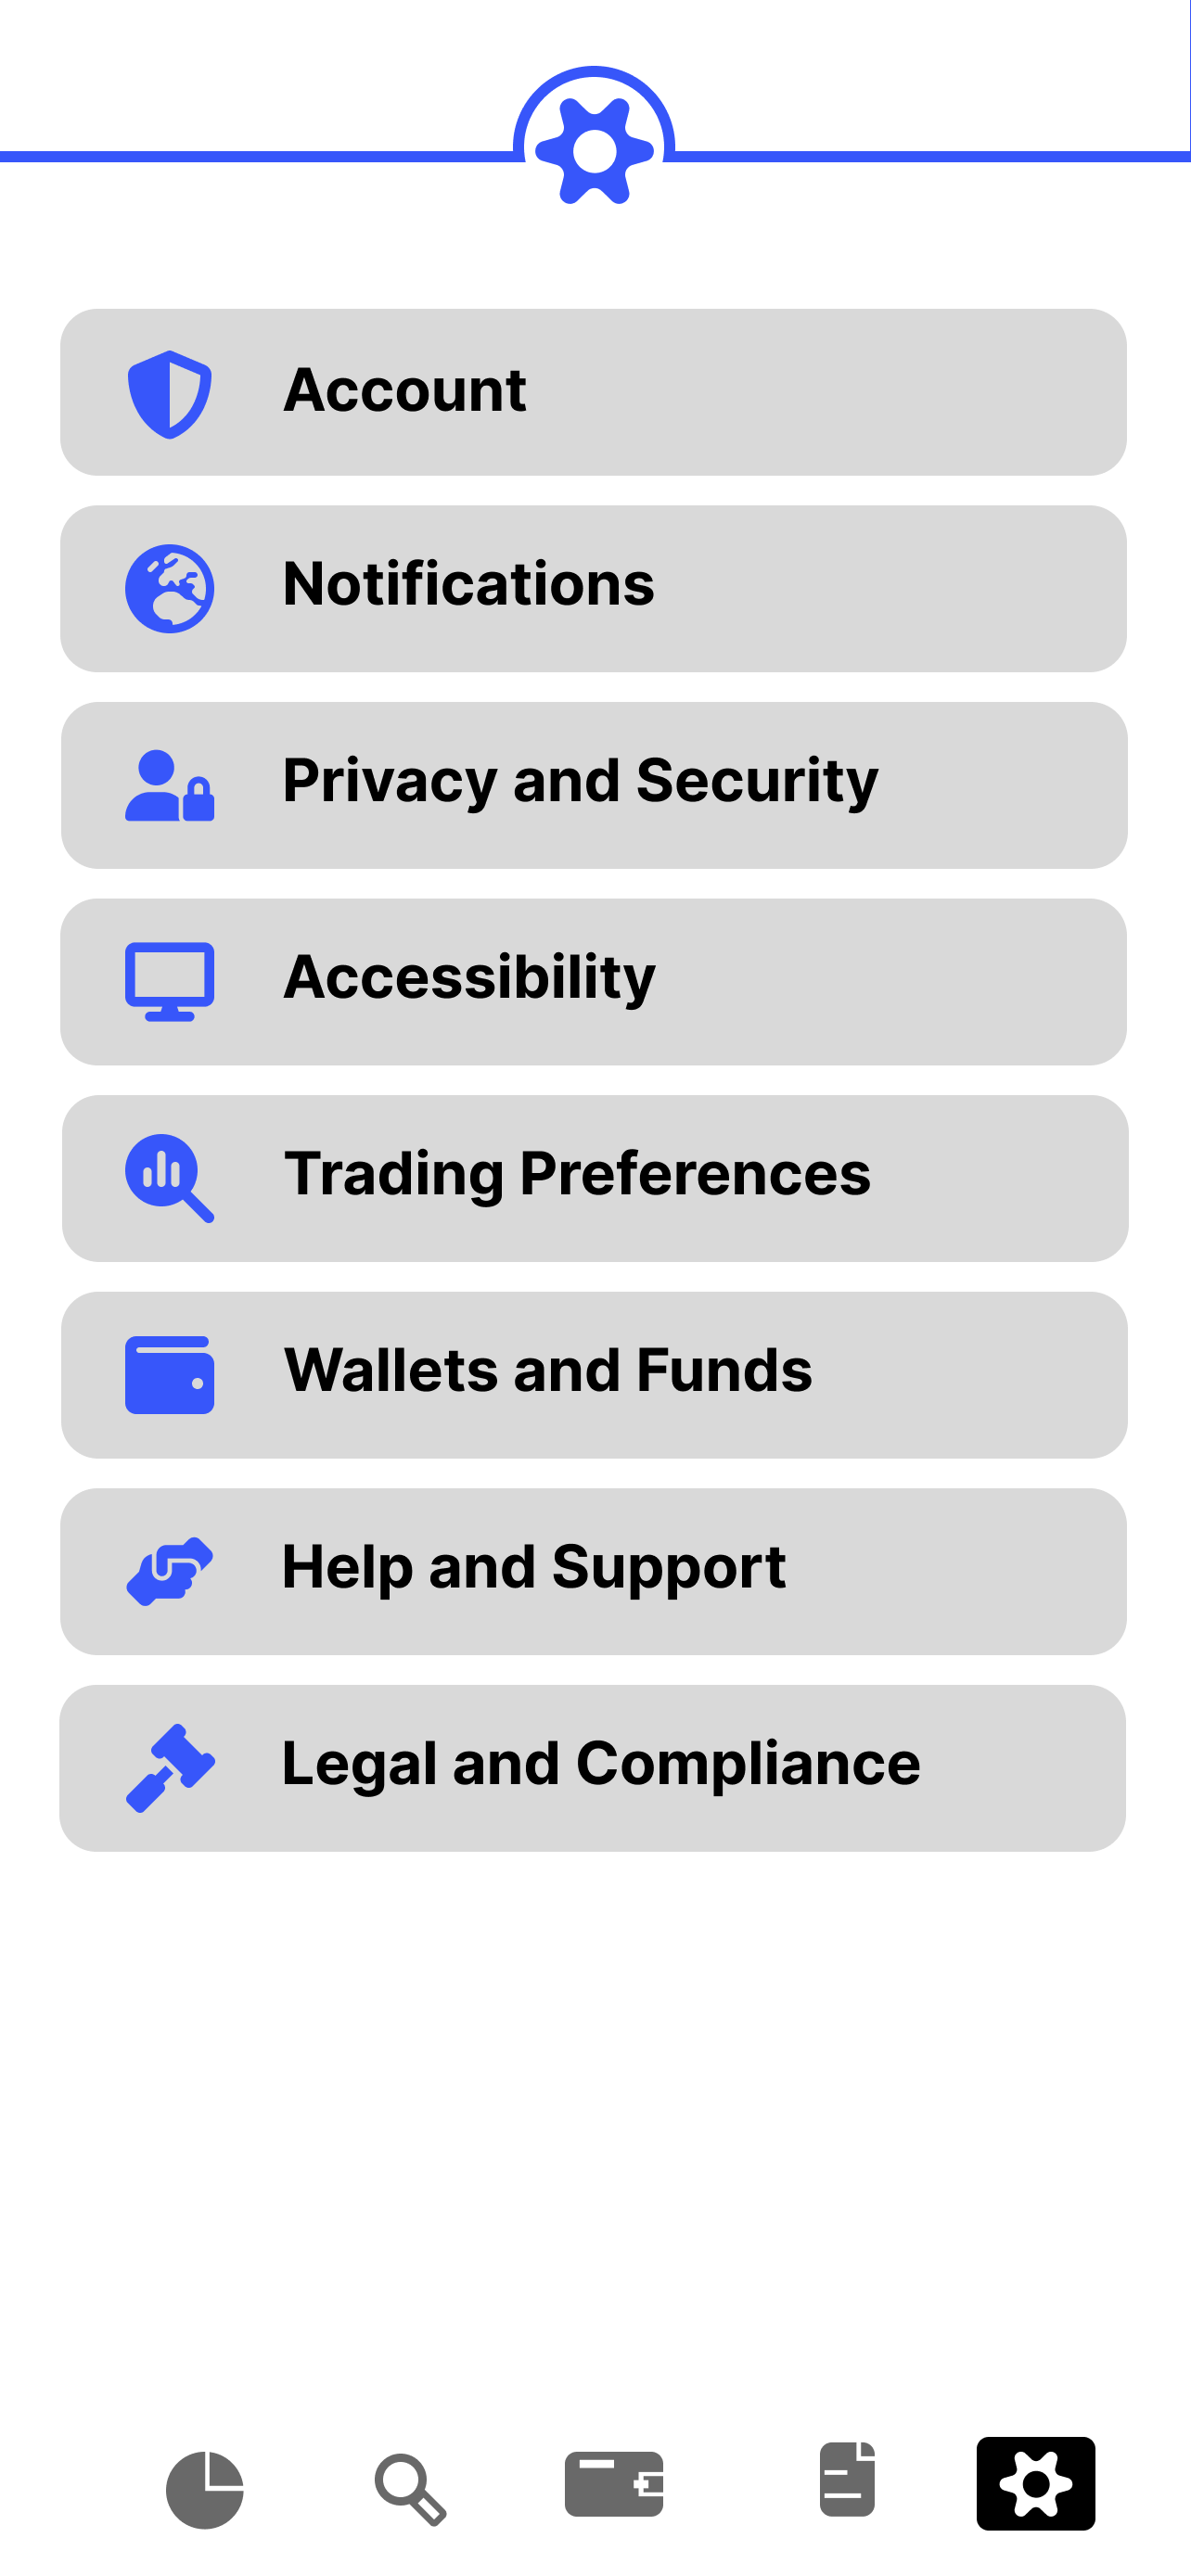 Account
Notifications
Privacy and Security
Accessibility
Trading Preferences
Wallets and Funds
Help and Support
Legal and Compliance